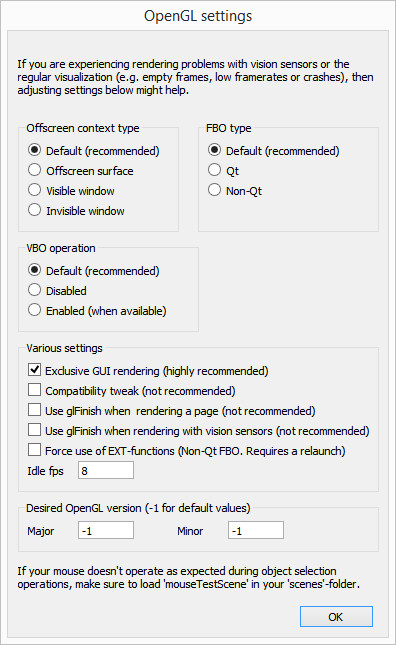 OpenGL settings
If you are experiencing rendering problems with vision sensors or the
regular visualization (e.g. empty frames, low framerates or crashes), then
adjusting settings below might help.
Offscreen context type
Default (recommended)
Offscreen surface
Visible window
Invisible window
FBO type
Default (recommended)
Qt
Non-Qt
VBO operation
Default (recommended)
Disabled
Enabled (when available)
Various settings
Exclusive GUI rendering (highly recommended)
Compatibility tweak (not recommended)
Use glFinish when rendering a page (not recommended)
Use glFinish when rendering with vision sensors (not recommended)
Force use of EXT-functions (Non-Qt FBO. Requires a relaunch)
Idle fps 8
Desired OpenGL version (-1 for default values)
Major -1 Minor -1
If your mouse doesn't operate as expected during object selection
operations, make sure to load 'mouseTestScene' in your 'scenes'-folder.
OK